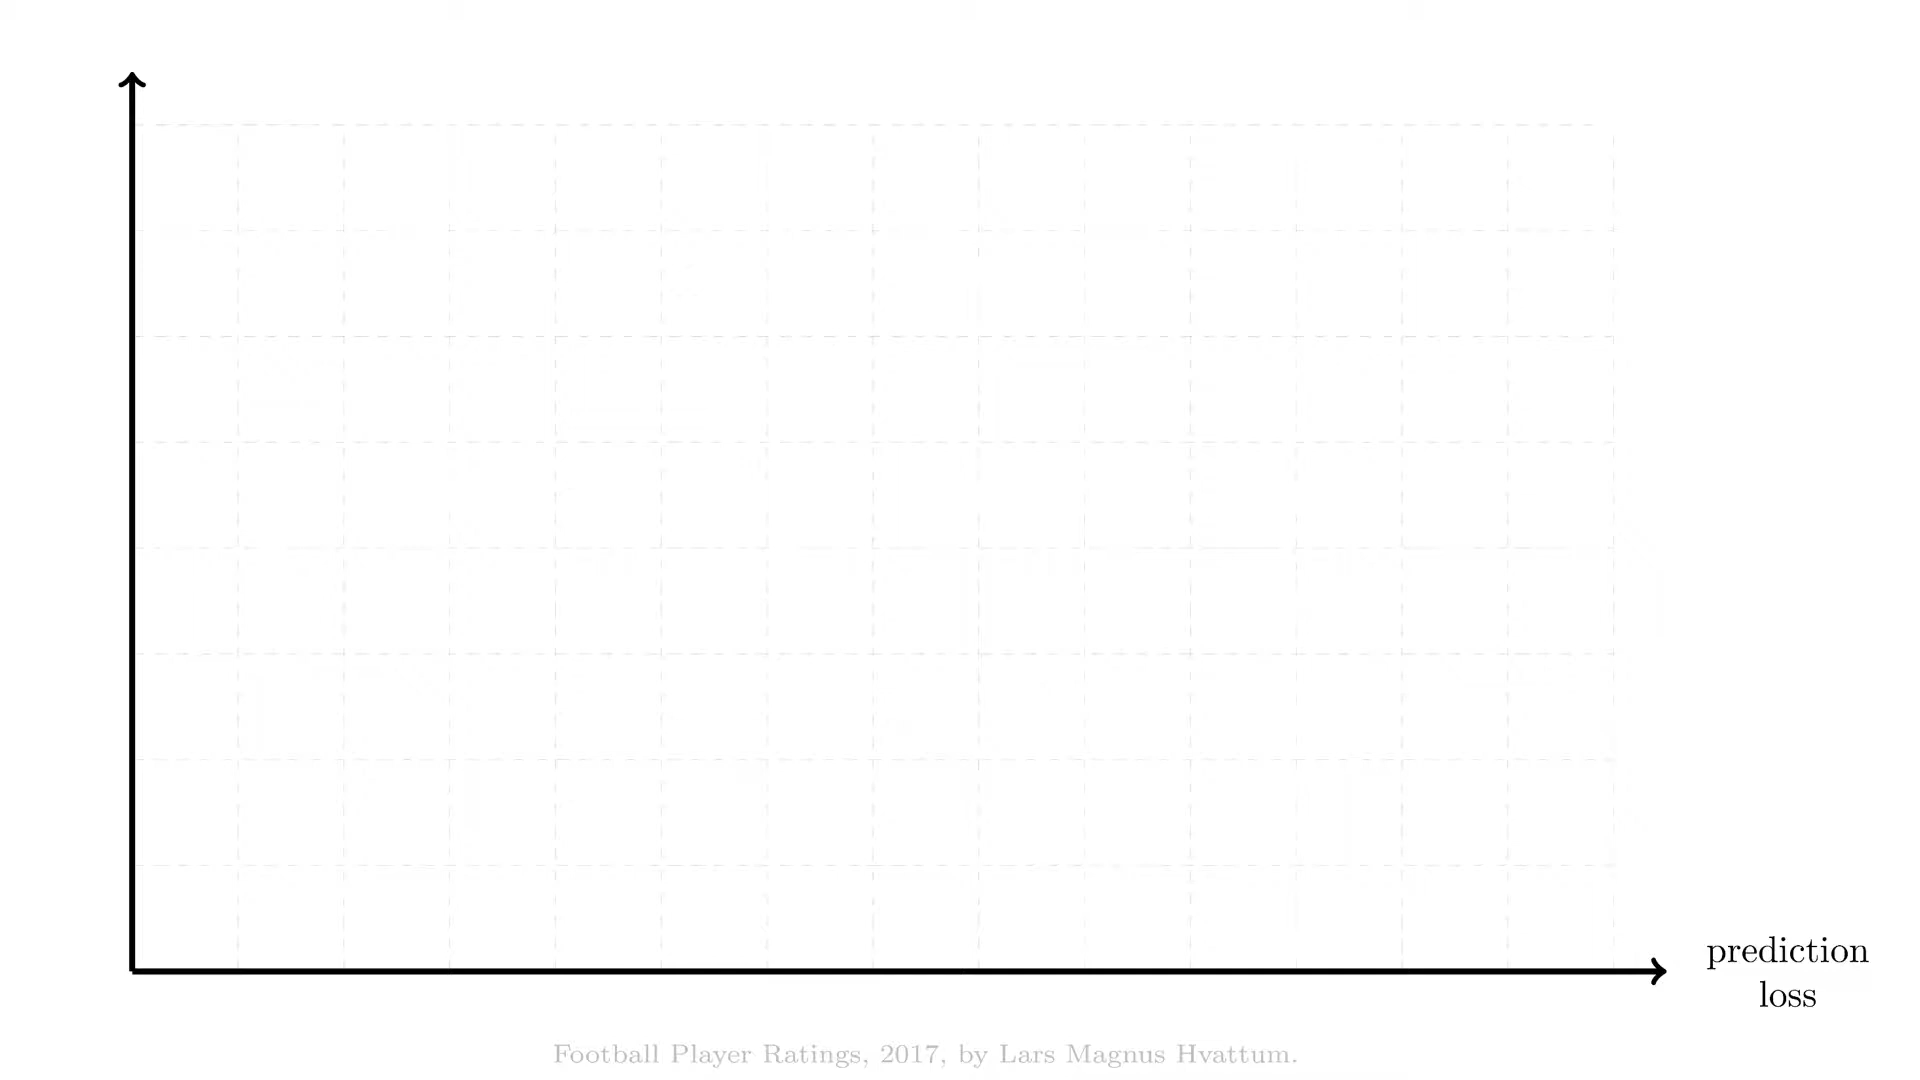 prediction
loss
Football Player Ratings, 2017, by Lars Magnus Hvattum.